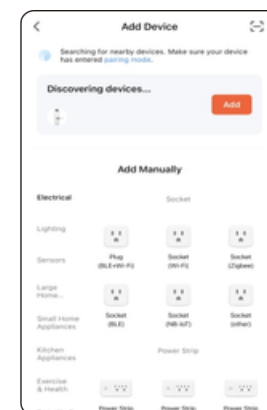 Add Device
Searching for nearby devices. Make sure your device
has entered pairing mode.
Discovering devices...
Add
Add Manually
Electrical
Socket
Lighting
Plug
(BLE+Wi-Fi)
Socket
(Wi-Fi)
Socket
(Zigbee)
Sensors
Large
Home...
Socket
(BLE)
Socket
(NB-IoT)
Socket
(other)
Small Home
Appliances
Kitchen
Appliances
Power Strip
Exercise
& Health
Power Strip
Power Strip
Power Strip